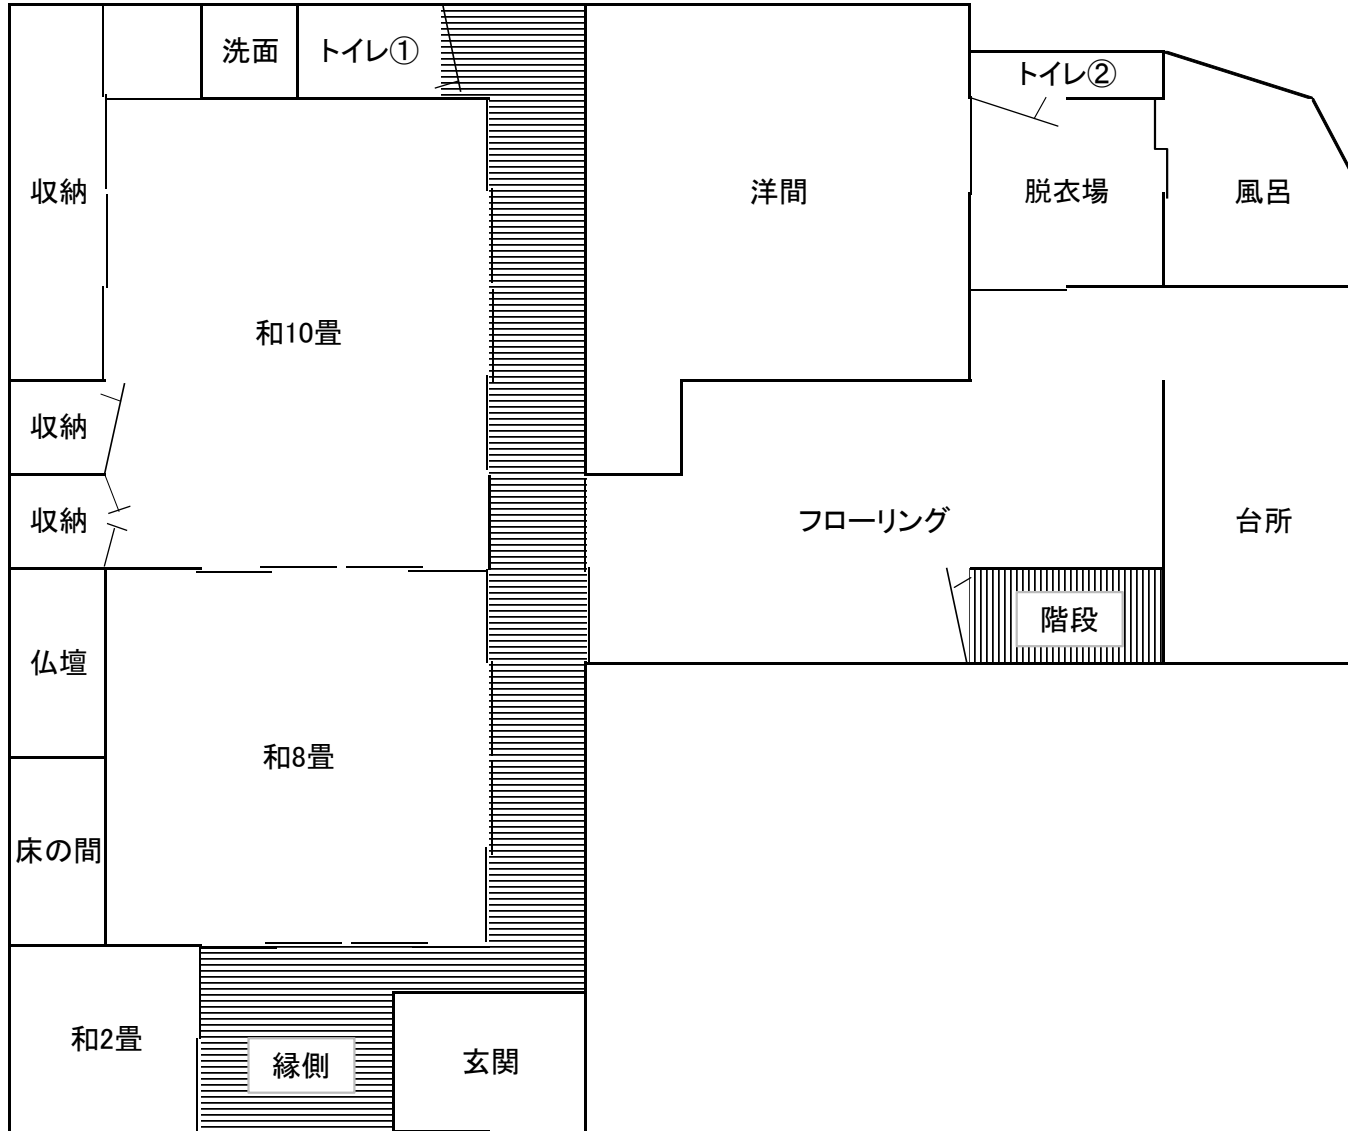 洗面
トイレ①
トイレ②
収納
洋間
脱衣場
風呂
和10畳
収納
収納
フローリング
台所
階段
仏壇
和8畳
床の間
和2畳
縁側
玄関